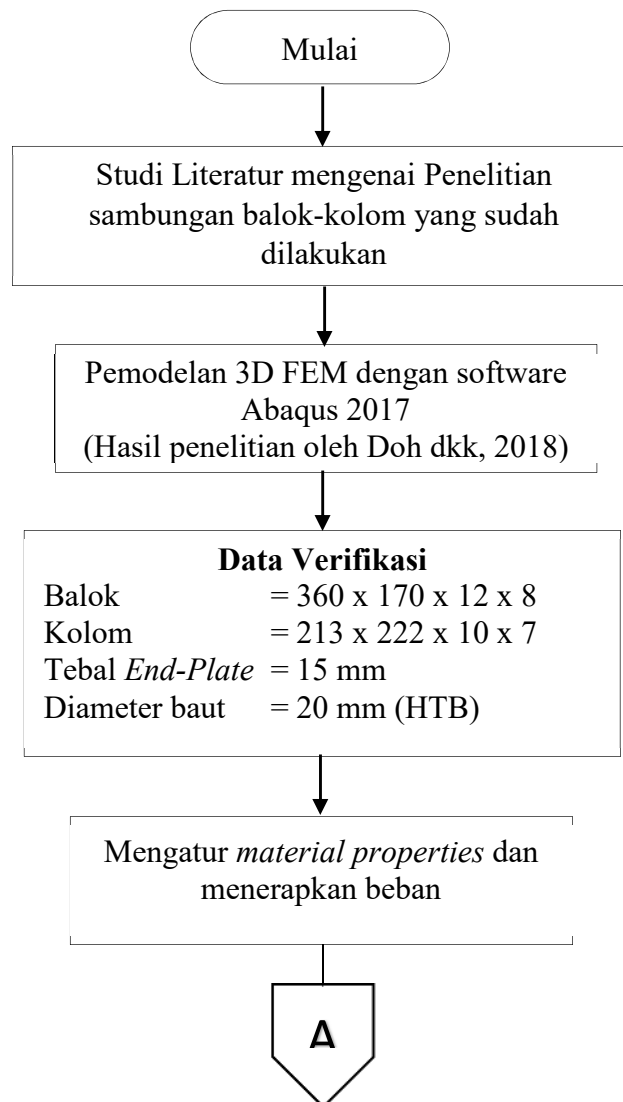 Mulai
Studi Literatur mengenai Penelitian
sambungan balok-kolom yang sudah
dilakukan
Pemodelan 3D FEM dengan software
Abaqus 2017
(Hasil penelitian oleh Doh dkk, 2018)
Data Verifikasi
Balok = 360 x 170 x 12 x 8
Kolom = 213 x 222 x 10 x 7
Tebal End-Plate = 15 mm
Diameter baut = 20 mm (HTB)
Mengatur material properties dan
menerapkan beban
A